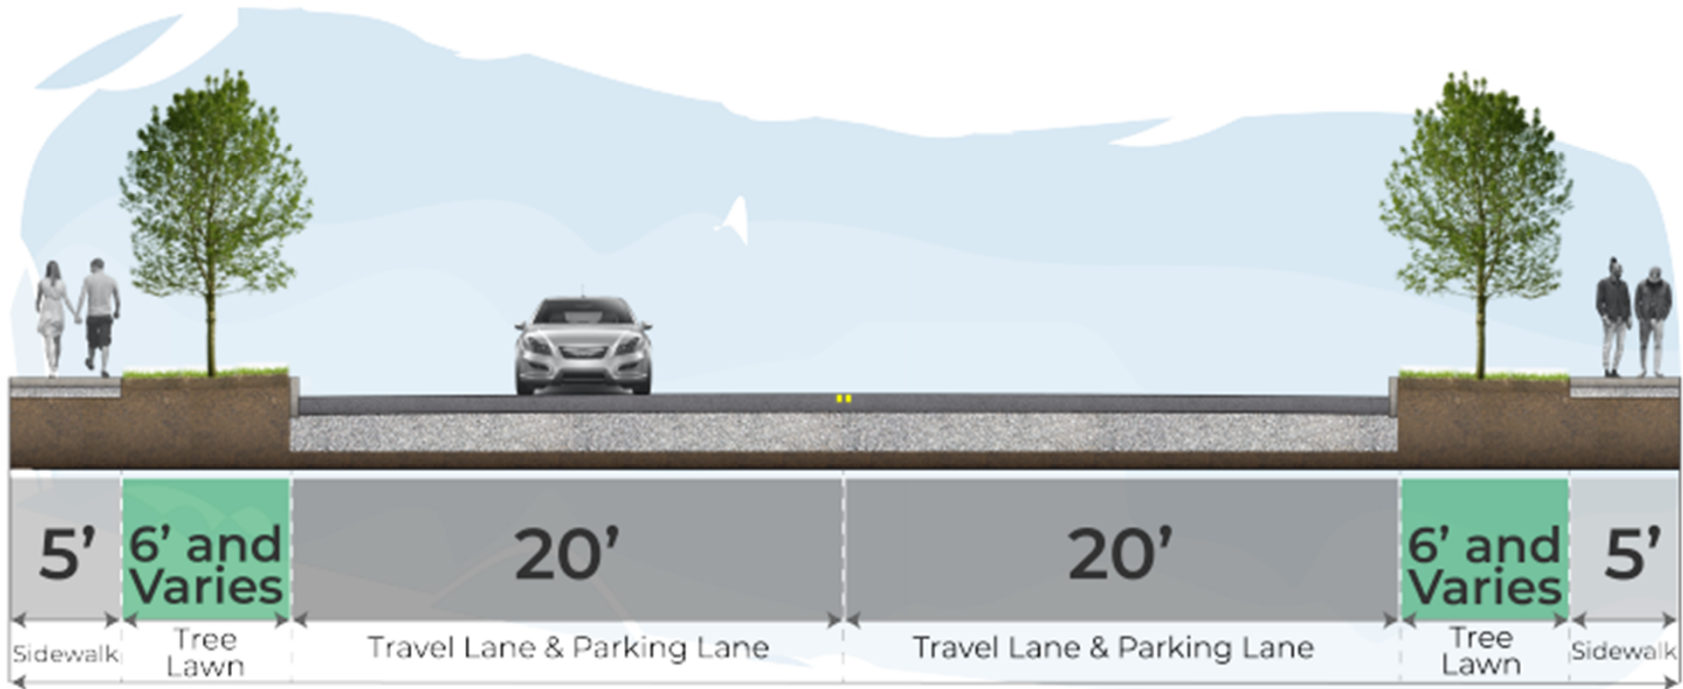 5’
6’ and
Varies
20’
20’
6’ and
Varies
5’
Sidewalk
Tree
Lawn
Travel Lane & Parking Lane
Travel Lane & Parking Lane
Tree
Lawn
Sidewalk